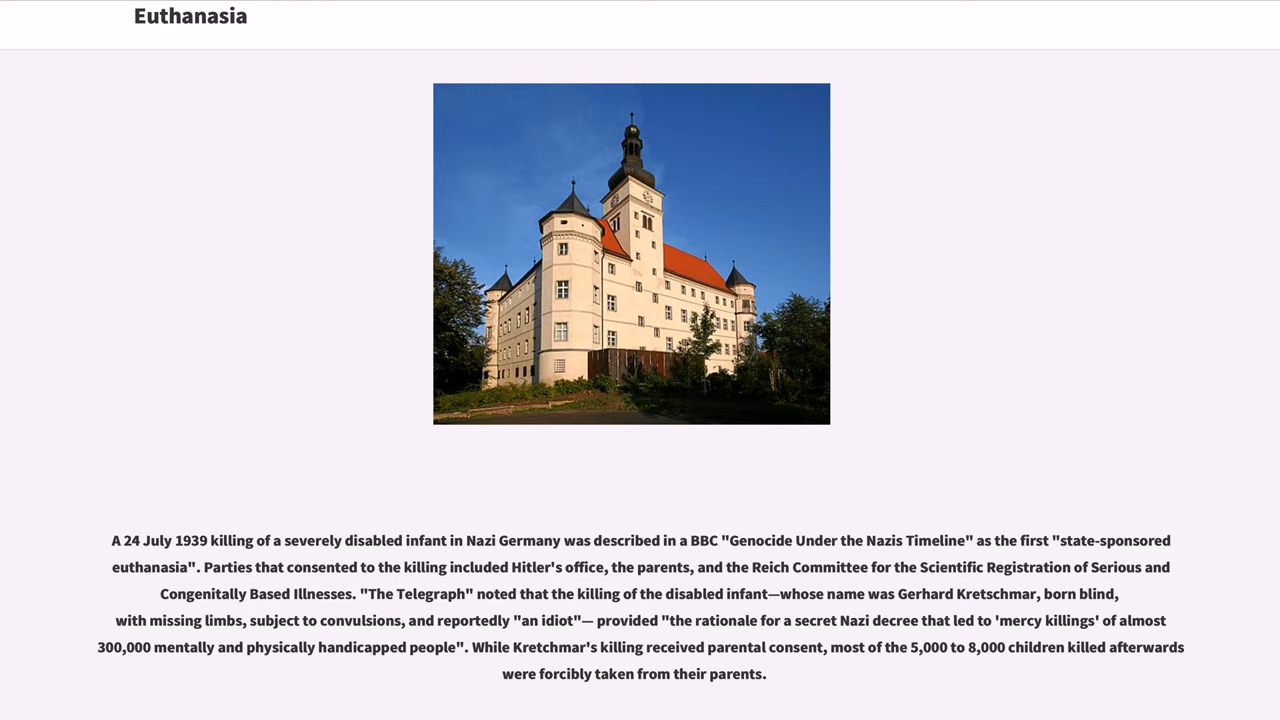 Euthanasia
A 24 July 1939 killing of a severely disabled infant in Nazi Germany was described in a BBC "Genocide Under the Nazis Timeline" as the first "state-sponsored
euthanasia". Parties that consented to the killing included Hitler's office, the parents, and the Reich Committee for the Scientific Registration of Serious and
Congenitally Based Illnesses. "The Telegraph" noted that the killing of the disabled infant—whose name was Gerhard Kretschmar, born blind,
with missing limbs, subject to convulsions, and reportedly "an idiot"— provided "the rationale for a secret Nazi decree that led to 'mercy killings' of almost
300,000 mentally and physically handicapped people". While Kretchmar's killing received parental consent, most of the 5,000 to 8,000 children killed afterwards
were forcibly taken from their parents.